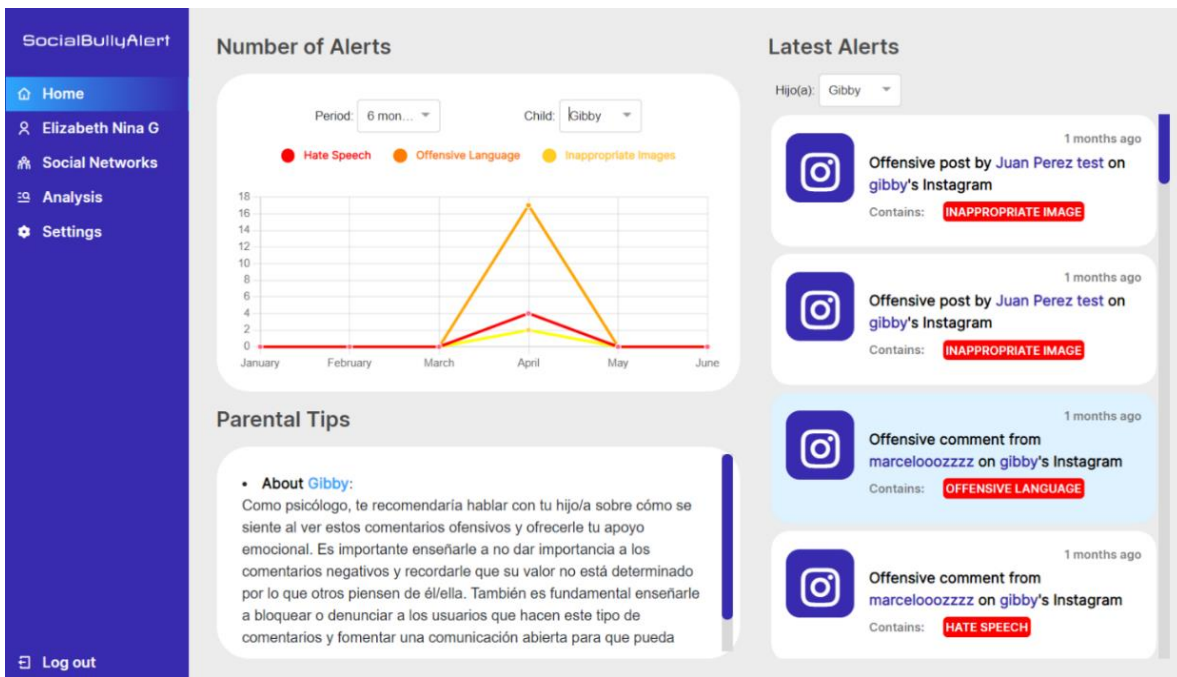 SocialBullyAlert
Home
Elizabeth Nina G
Social Networks
Analysis
Settings
Log out
Number of Alerts
Period: 6 mon...
Child: Gibby
Hate Speech
Offensive Language
Inappropriate Images
18
16
14
12
10
8
6
4
2
0
January February March April May June
Parental Tips
• About Gibby:
Como psicólogo, te recomendaría hablar con tu hijo/a sobre cómo se
siente al ver estos comentarios ofensivos y ofrecerle tu apoyo
emocional. Es importante enseñarle a no dar importancia a los
comentarios negativos y recordarle que su valor no está determinado
por lo que otros piensen de él/ella. También es fundamental enseñarle
a bloquear o denunciar a los usuarios que hacen este tipo de
comentarios y fomentar una comunicación abierta para que pueda
Latest Alerts
Hijo(a): Gibby
1 months ago
Offensive post by Juan Perez test on
gibby's Instagram
Contains: INAPPROPRIATE IMAGE
1 months ago
Offensive post by Juan Perez test on
gibby's Instagram
Contains: INAPPROPRIATE IMAGE
1 months ago
Offensive comment from
marcelooozzzz on gibby's Instagram
Contains: OFFENSIVE LANGUAGE
1 months ago
Offensive comment from
marcelooozzzz on gibby's Instagram
Contains: HATE SPEECH